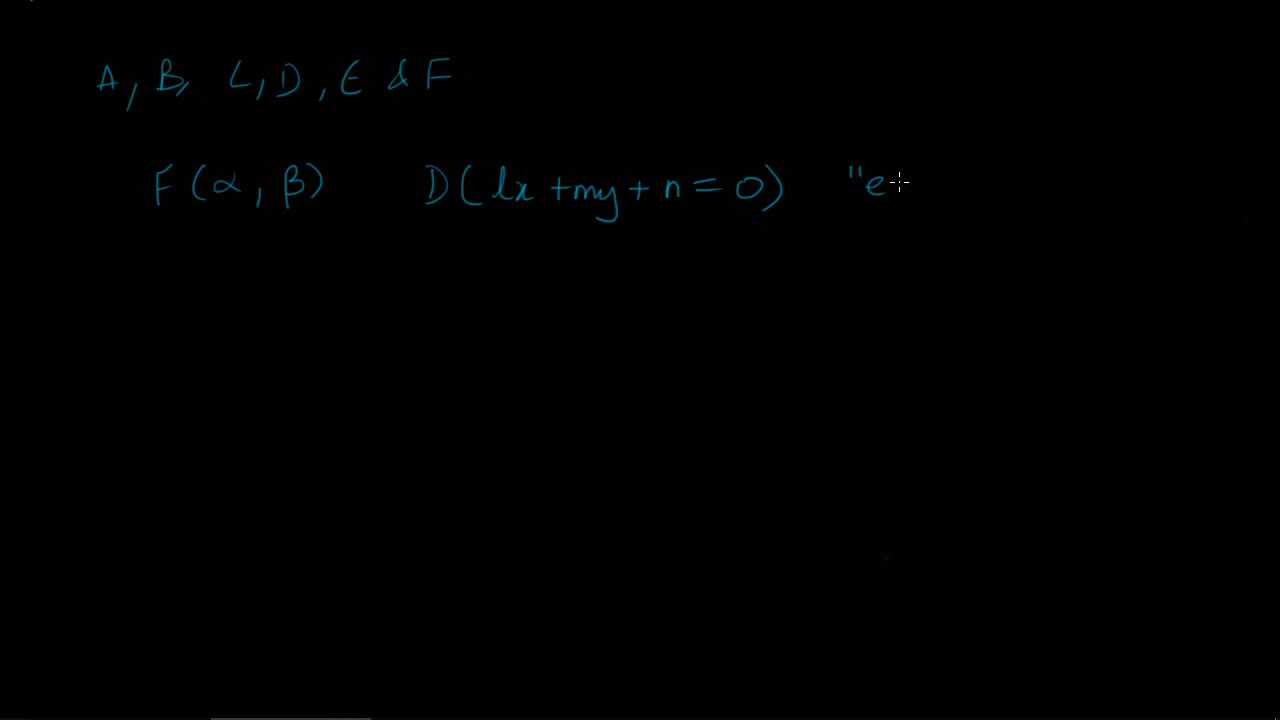 A, B, C, D, E & F
F (α, β) D(lx + my + n = 0) "e